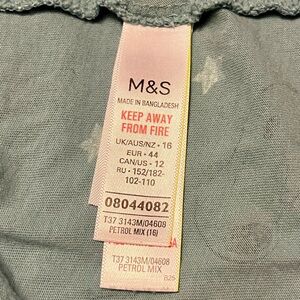 M&S
MADE IN BANGLADESH
KEEP AWAY
FROM FIRE
UK/AUS/NZ • 16
EUR • 44
CAN/US • 12
RU • 152/182-
102-110
08044082
T37 3143M/04608
PETROL MIX (16)
A
T37 3143M/04608
PETROL MIX